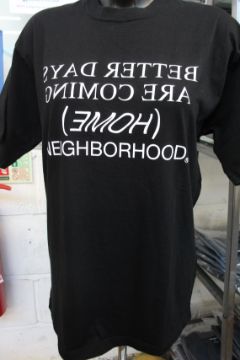 BETTER DAYS
ARE COMING
(HOME)
NEIGHBORHOOD®